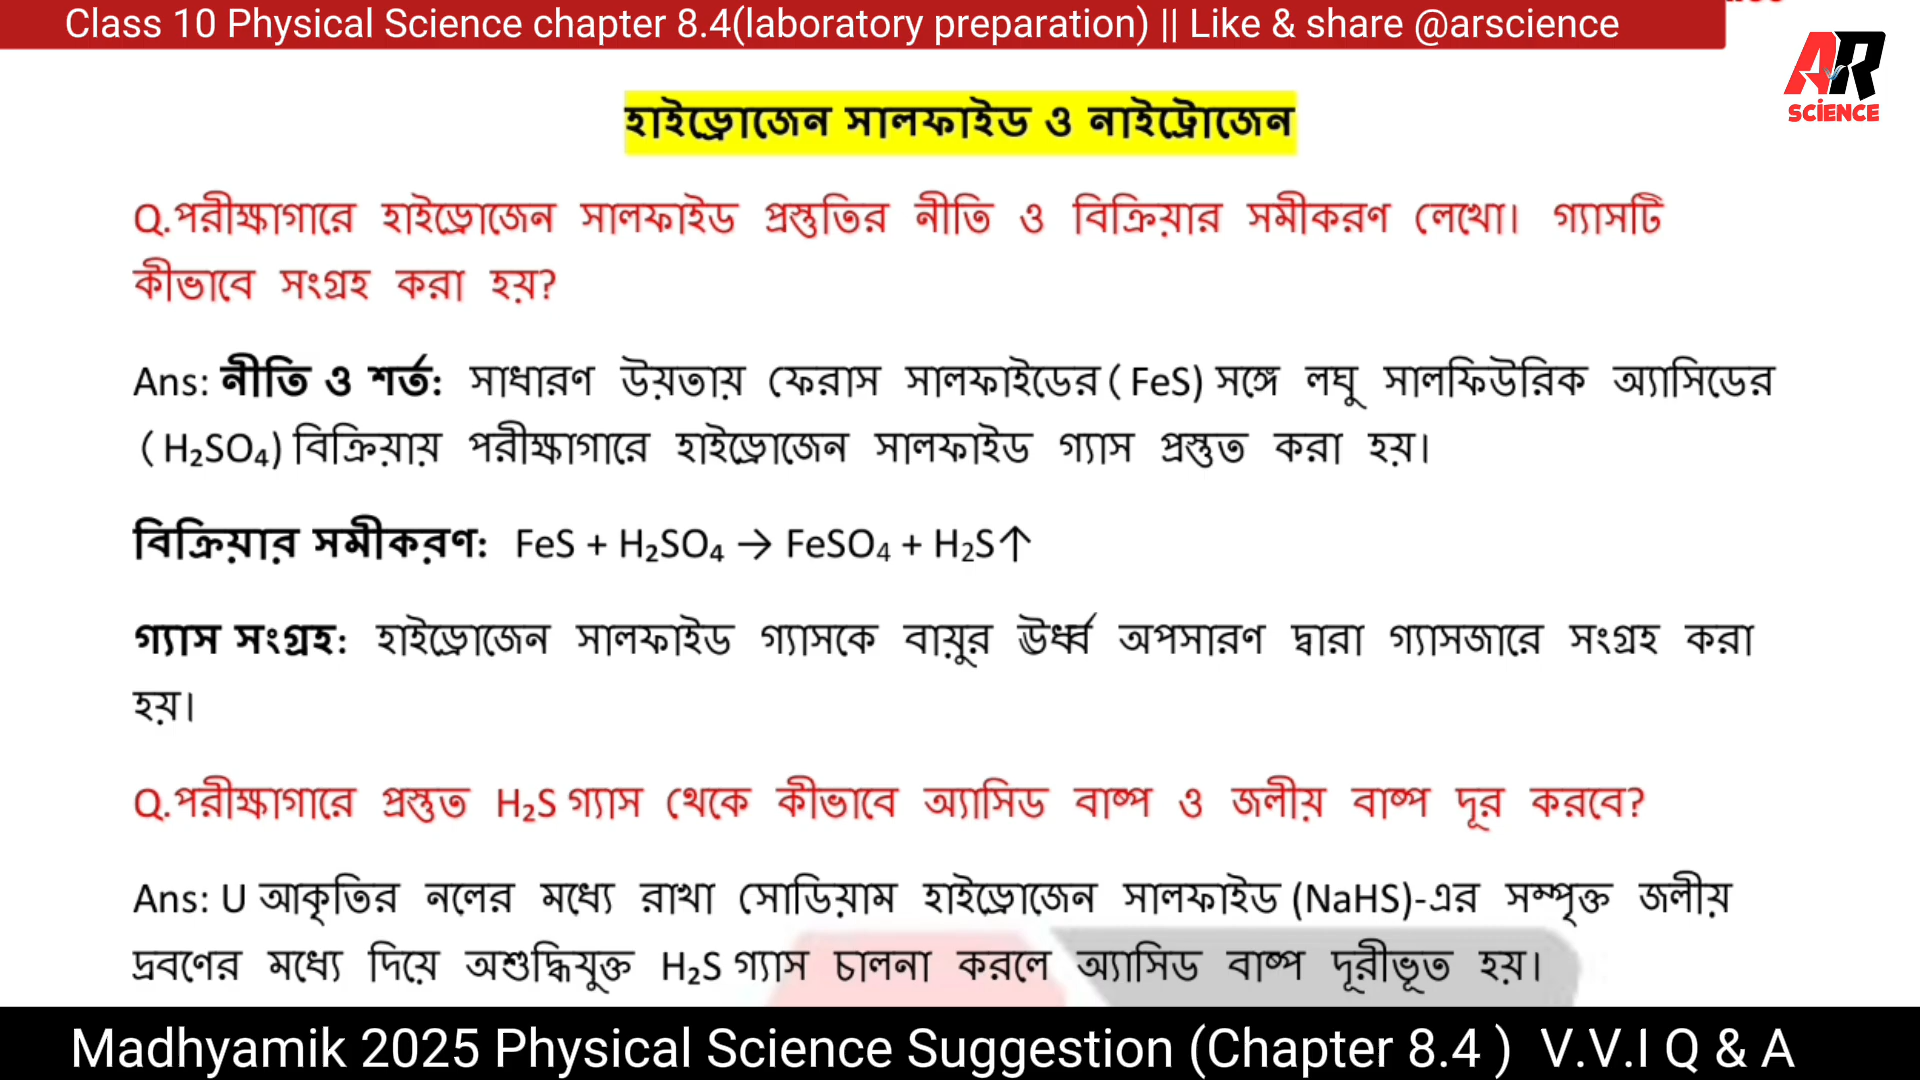 Class 10 Physical Science chapter 8.4(laboratory preparation) || Like & share @arscience
AR
SCIENCE
হাইড্রোজেন সালফাইড ও নাইট্রোজেন
Q.পরীক্ষাগারে হাইড্রোজেন সালফাইড প্রস্তুতির নীতি ও বিক্রিয়ার সমীকরণ লেখো। গ্যাসটি
কীভাবে সংগ্রহ করা হয়?
Ans: নীতি ও শর্ত: সাধারণ উয়তায় ফেরাস সালফাইডের ( FeS) সঙ্গে লঘু সালফিউরিক অ্যাসিডের
( H₂SO₄) বিক্রিয়ায় পরীক্ষাগারে হাইড্রোজেন সালফাইড গ্যাস প্রস্তুত করা হয়।
বিক্রিয়ার সমীকরণ: FeS + H₂SO₄ → FeSO₄ + H₂S↑
গ্যাস সংগ্রহ: হাইড্রোজেন সালফাইড গ্যাসকে বায়ুর ঊর্ধ্ব অপসারণ দ্বারা গ্যাসজারে সংগ্রহ করা
হয়।
Q.পরীক্ষাগারে প্রস্তুত H₂S গ্যাস থেকে কীভাবে অ্যাসিড বাষ্প ও জলীয় বাষ্প দূর করবে?
Ans: U আকৃতির নলের মধ্যে রাখা সোডিয়াম হাইড্রোজেন সালফাইড (NaHS)-এর সম্পৃক্ত জলীয়
দ্রবণের মধ্যে দিয়ে অশুদ্ধিযুক্ত H₂S গ্যাস চালনা করলে অ্যাসিড বাষ্প দূরীভূত হয়।
Madhyamik 2025 Physical Science Suggestion (Chapter 8.4 ) V.V.I Q & A